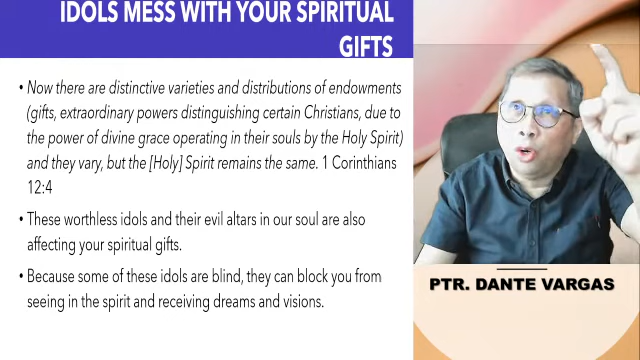 IDOLS MESS WITH YOUR SPIRITUAL
GIFTS
• Now there are distinctive varieties and distributions of endowments
(gifts, extraordinary powers distinguishing certain Christians, due to
the power of divine grace operating in their souls by the Holy Spirit)
and they vary, but the [Holy] Spirit remains the same. 1 Corinthians
12:4
• These worthless idols and their evil altars in our soul are also
affecting your spiritual gifts.
• Because some of these idols are blind, they can block you from
seeing in the spirit and receiving dreams and visions.
PTR. DANTE VARGAS